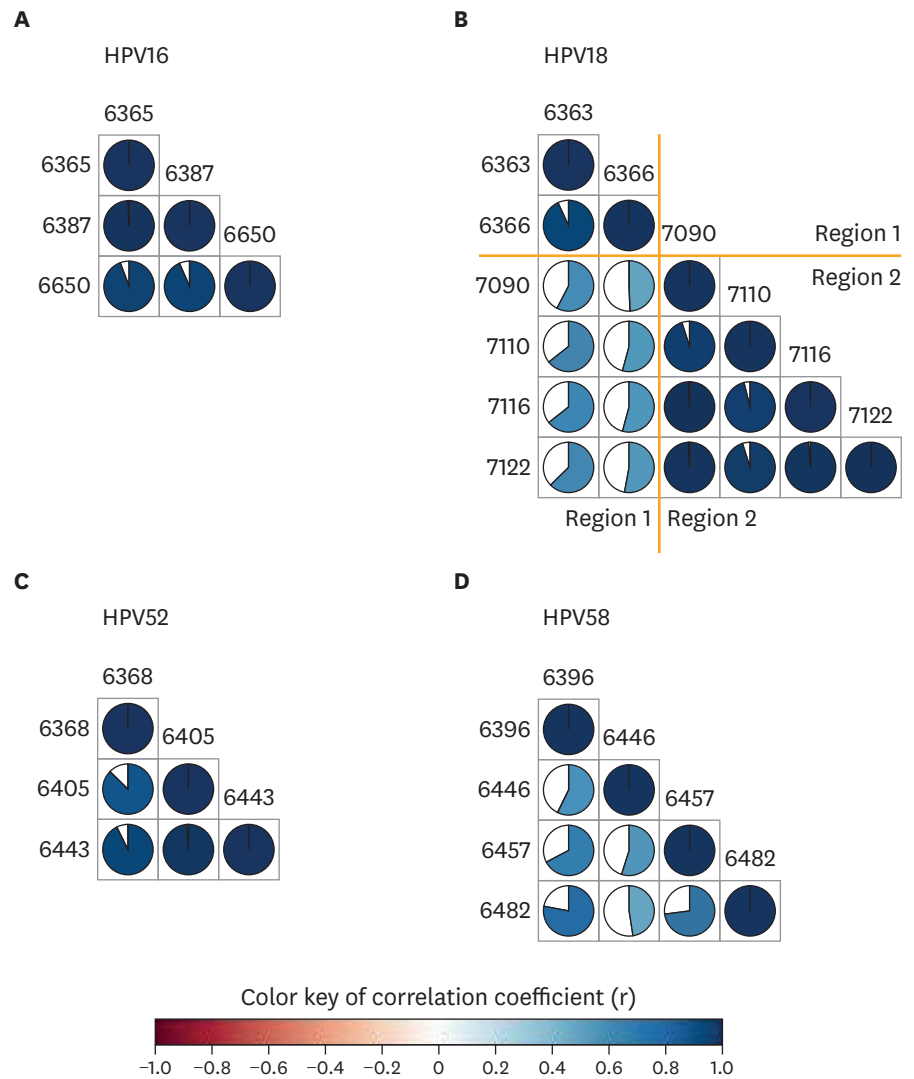 A
HPV16
6365
6365
6387
6387
6650
6650
B
HPV18
6363
6363
6366
6366
7090
Region 1
Region 2
7090
7110
7110
7116
7116
7122
7122
Region 1
Region 2
C
HPV52
6368
6368
6405
6405
6443
6443
D
HPV58
6396
6396
6446
6446
6457
6457
6482
6482
Color key of correlation coefficient (r)
−1.0 −0.8 −0.6 −0.4 −0.2 0 0.2 0.4 0.6 0.8 1.0